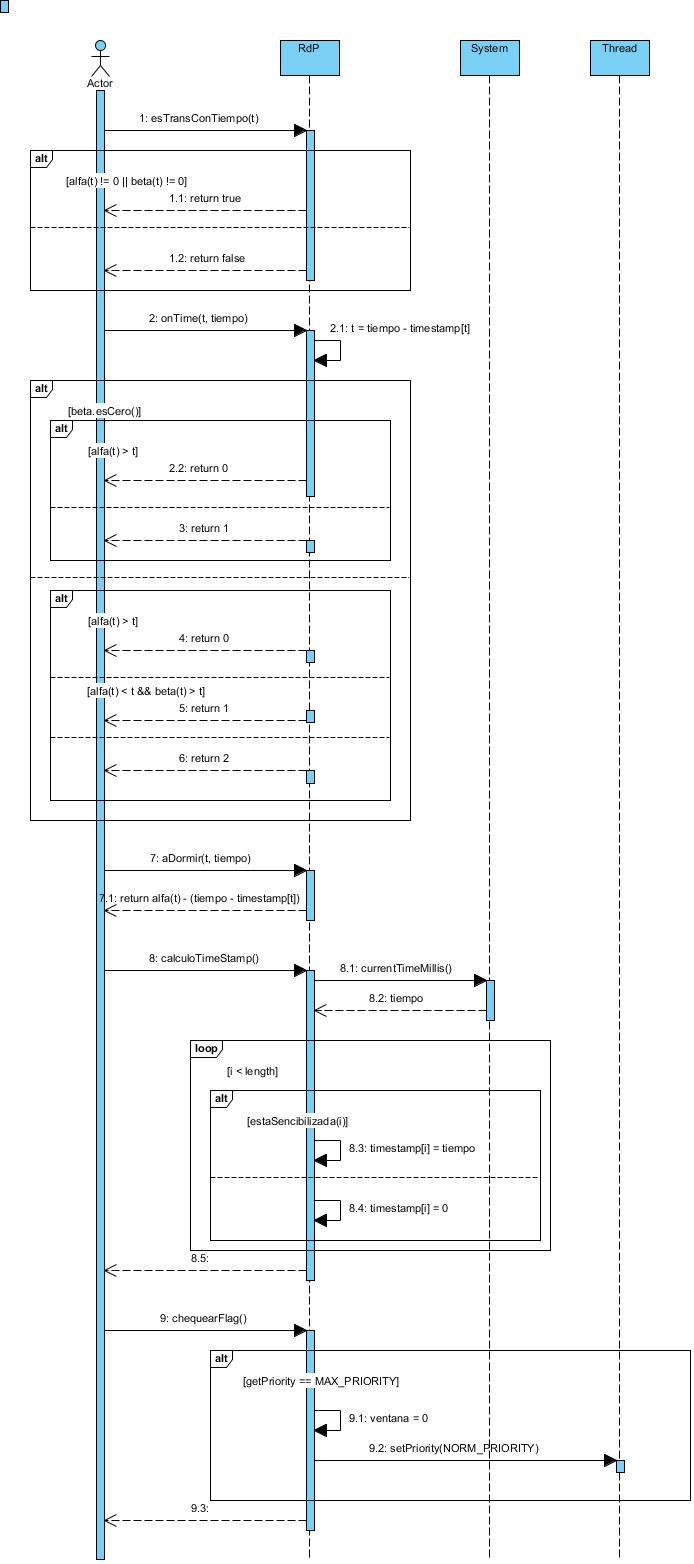 RdP
System
Thread
Actor
1: esTransConTiempo(t)
alt
[alfa(t) != 0 || beta(t) != 0]
1.1: return true
1.2: return false
2: onTime(t, tiempo)
2.1: t = tiempo - timestamp[t]
alt
[beta.esCero()]
alt
[alfa(t) > t]
2.2: return 0
3: return 1
alt
[alfa(t) > t]
4: return 0
[alfa(t) < t && beta(t) > t]
5: return 1
6: return 2
7: aDormir(t, tiempo)
7.1: return alfa(t) - (tiempo - timestamp[t])
8: calculoTimeStamp()
8.1: currentTimeMillis()
8.2: tiempo
loop
[i < length]
alt
[estaSencibilizada(i)]
8.3: timestamp[i] = tiempo
8.4: timestamp[i] = 0
8.5:
9: chequearFlag()
alt
[getPriority == MAX_PRIORITY]
9.1: ventana = 0
9.2: setPriority(NORM_PRIORITY)
9.3: